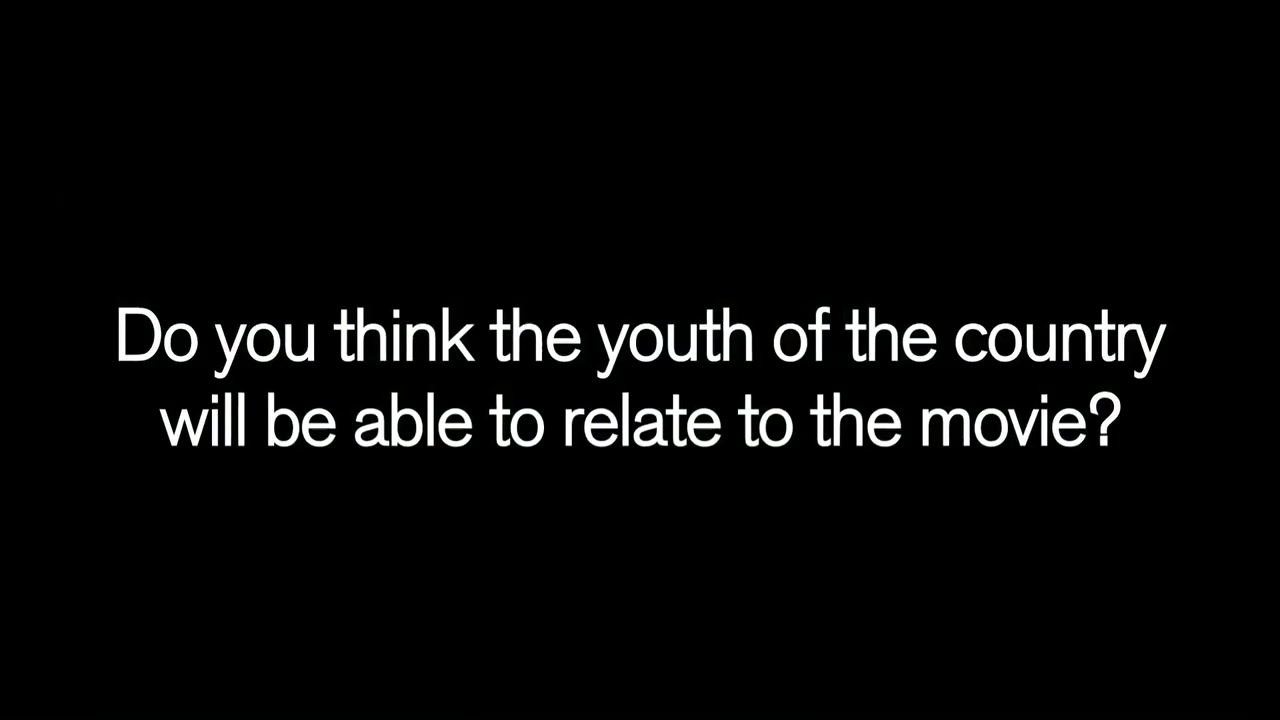 Do you think the youth of the country
will be able to relate to the movie?